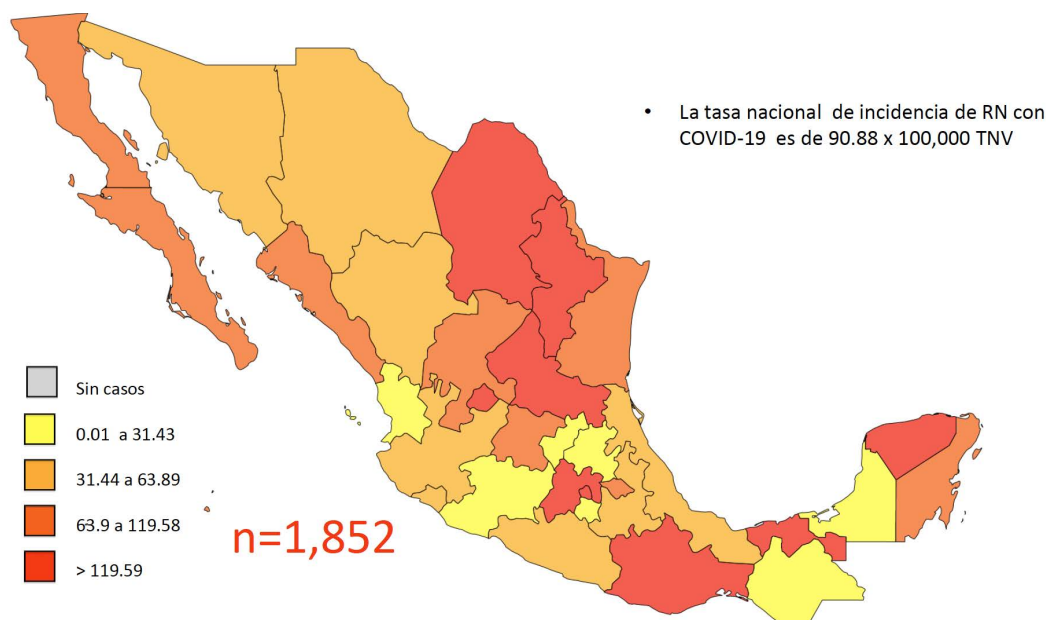 • La tasa nacional de incidencia de RN con
COVID-19 es de 90.88 x 100,000 TNV
Sin casos
0.01 a 31.43
31.44 a 63.89
63.9 a 119.58
> 119.59
n=1,852